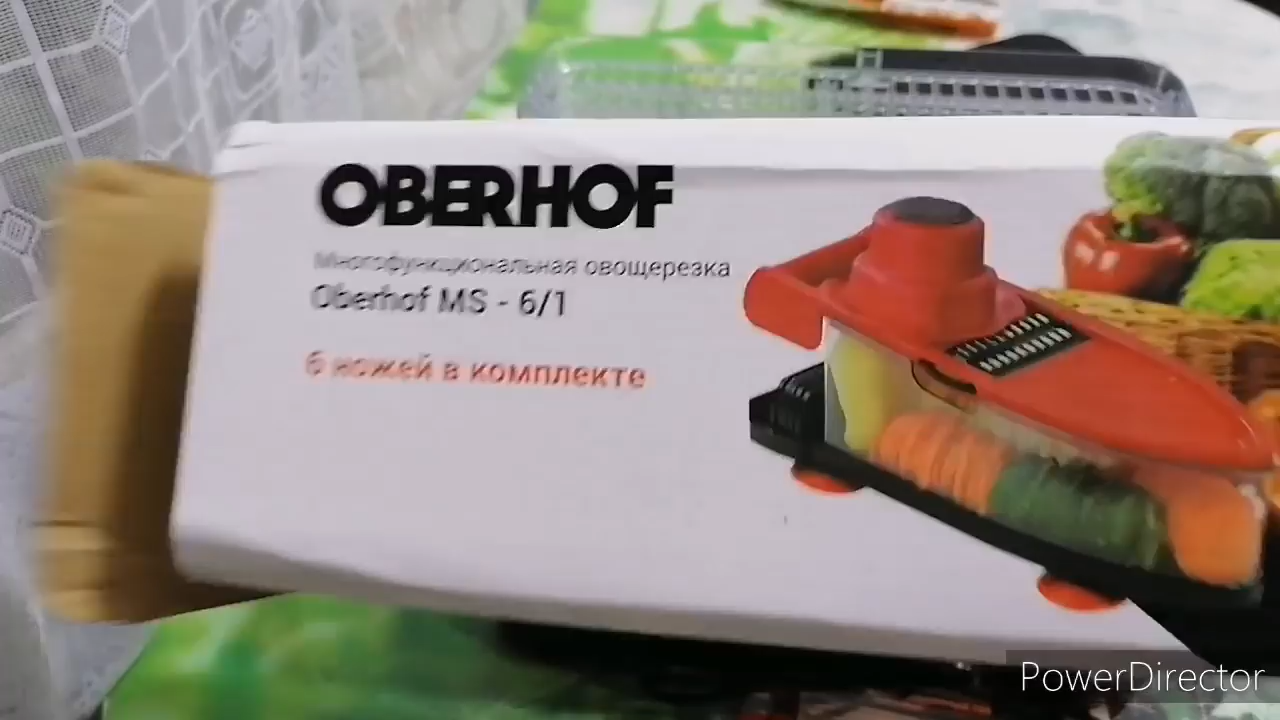 OBERHOF
Многофункциональная овощерезка
Oberhof MS - 6/1
6 ножей в комплекте
PowerDirector